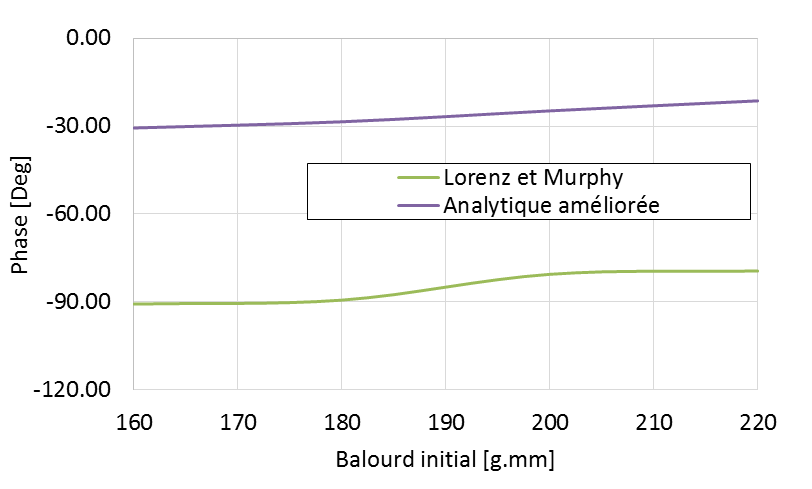 0.00
-30.00
-60.00
-90.00
-120.00
Phase [Deg]
Lorenz et Murphy
Analytique améliorée
160 170 180 190 200 210 220
Balourd initial [g.mm]